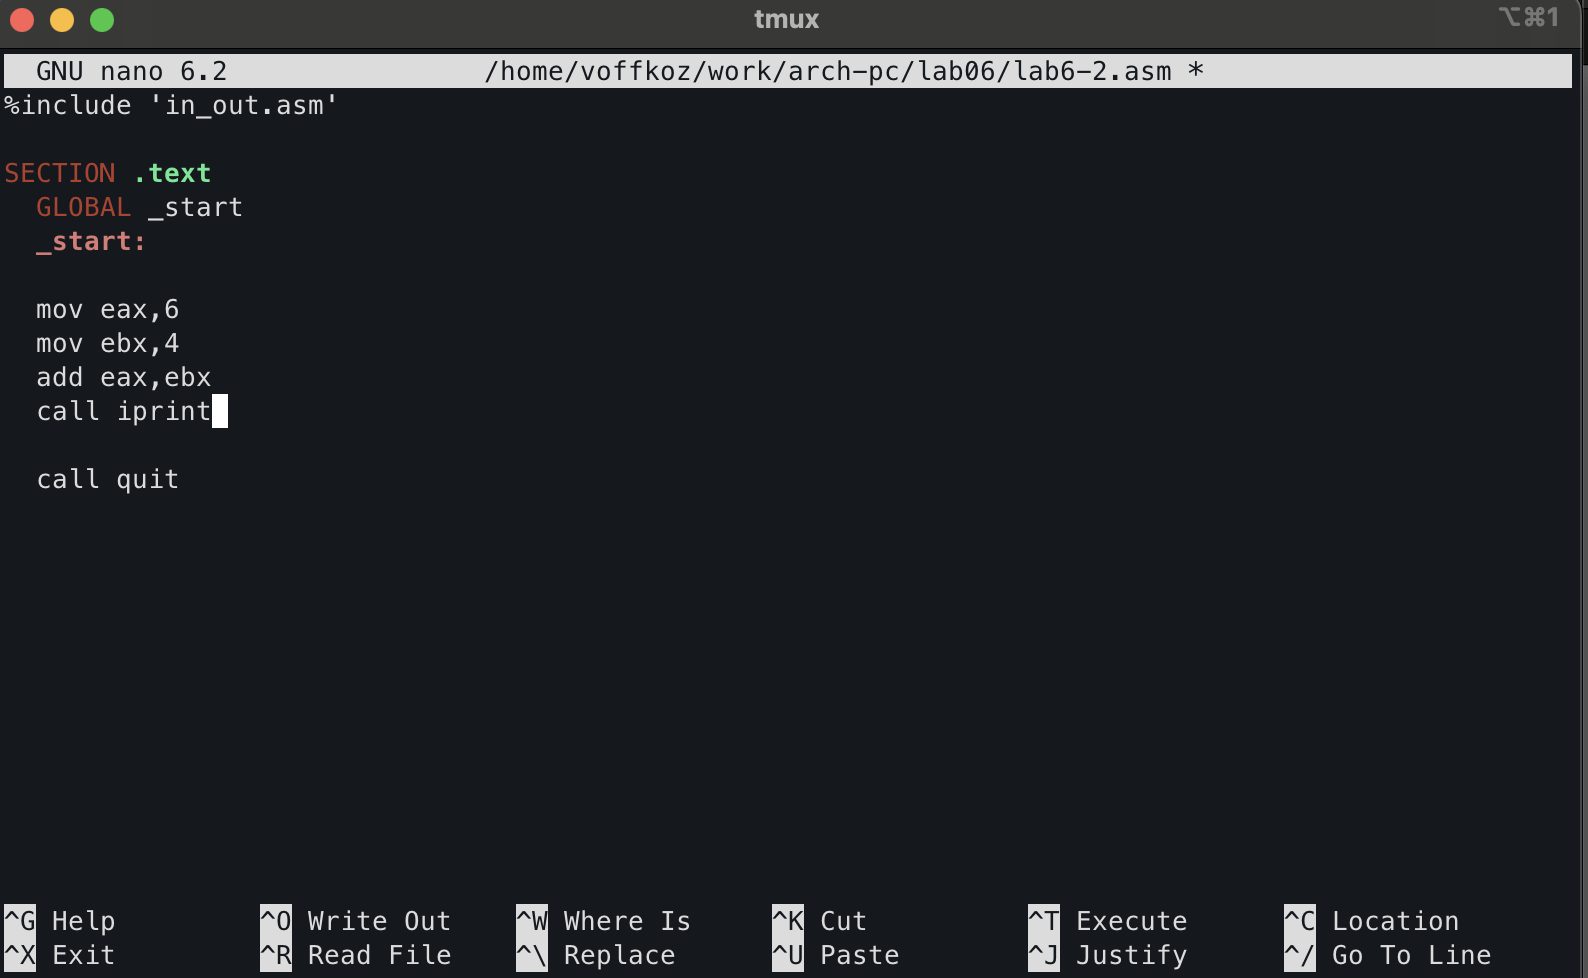 tmux ⌥⌘1
GNU nano 6.2 /home/voffkoz/work/arch-pc/lab06/lab6-2.asm *
%include 'in_out.asm'
SECTION .text
GLOBAL _start
_start:
mov eax,6
mov ebx,4
add eax,ebx
call iprint
call quit
^G Help ^O Write Out ^W Where Is ^K Cut ^T Execute ^C Location
^X Exit ^R Read File ^\ Replace ^U Paste ^J Justify ^/ Go To Line